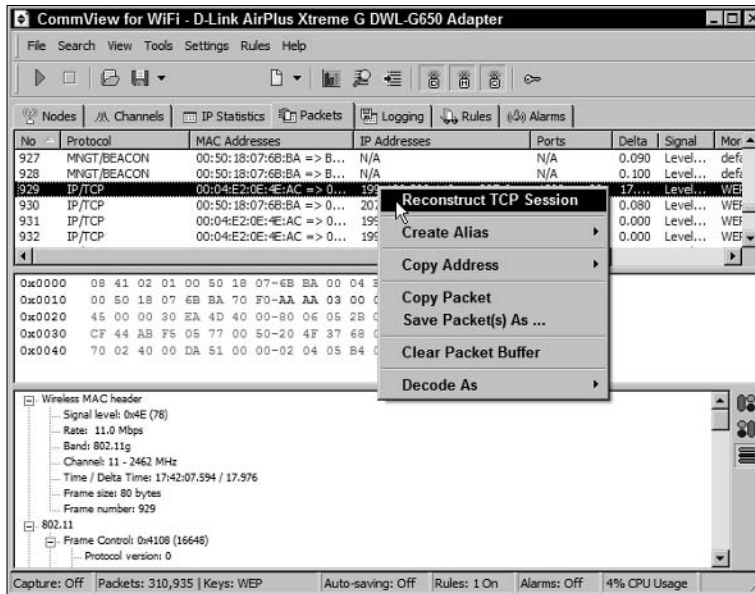 CommView for WiFi - D-Link AirPlus Xtreme G DWL-G650 Adapter
File Search View Tools Settings Rules Help
Nodes Channels IP Statistics Packets Logging Rules Alarms
No Protocol MAC Addresses IP Addresses Ports Delta Signal Mor
927 MNGT/BEACON 00:50:18:07:6B:BA => B... N/A N/A 0.090 Level... defa
928 MNGT/BEACON 00:50:18:07:6B:BA => B... N/A N/A 0.100 Level... defa
929 IP/TCP 00:04:E2:0E:4E:AC => 0... 199 17.... Level... WEF
930 IP/TCP 00:50:18:07:6B:BA => 0... 207 0.080 Level... WEF
931 IP/TCP 00:04:E2:0E:4E:AC => 0... 199 0.000 Level... WEF
932 IP/TCP 00:04:E2:0E:4E:AC => 0... 199 0.000 Level... WEF
Reconstruct TCP Session
Create Alias
Copy Address
Copy Packet
Save Packet(s) As ...
Clear Packet Buffer
Decode As
0x0000 08 41 02 01 00 50 18 07-6B BA 00 04
0x0010 00 50 18 07 6B BA 70 F0-AA AA 03 00
0x0020 45 00 00 30 EA 4D 40 00-80 06 05 2B
0x0030 CF 44 AB F5 05 77 00 50-20 4F 37 68
0x0040 70 02 40 00 DA 51 00 00-02 04 05 B4
Wireless MAC header
Signal level: 0x4E (78)
Rate: 11.0 Mbps
Band: 802.11g
Channel: 11 - 2462 MHz
Time / Delta Time: 17:42:07.594 / 17.976
Frame size: 80 bytes
Frame number: 929
802.11
Frame Control: 0x4108 (16648)
Protocol version: 0
Capture: Off Packets: 310,935 | Keys: WEP Auto-saving: Off Rules: 1 On Alarms: Off 4% CPU Usage